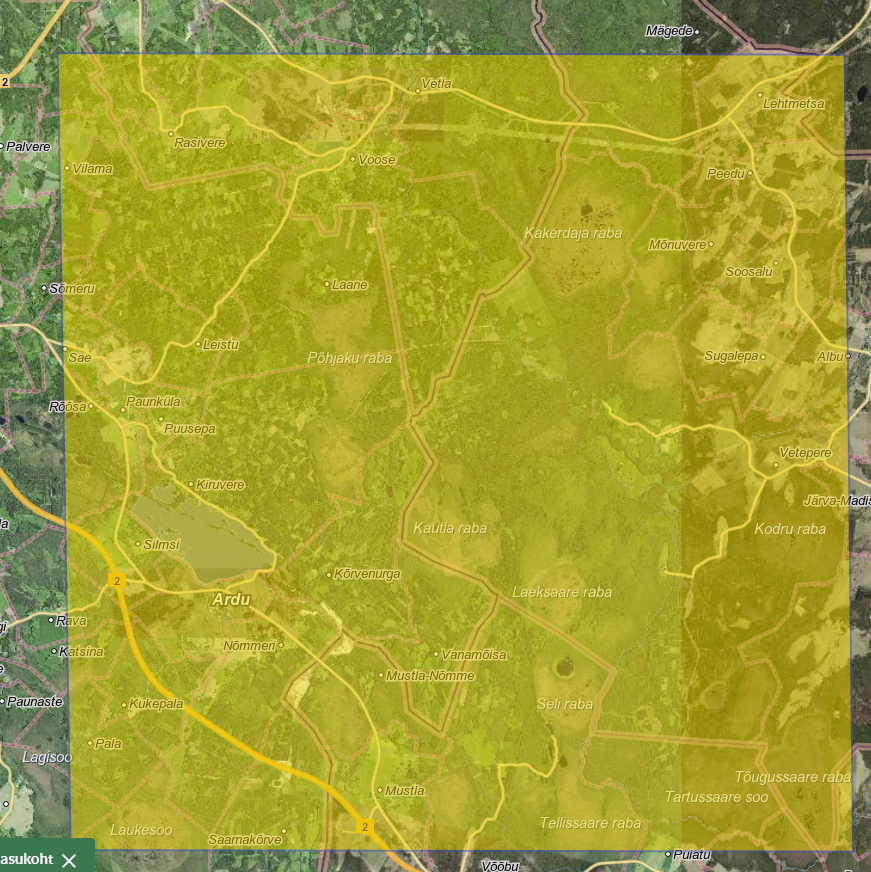 Mägede
2
Vetla
Lehtmetsa
Rasivere
Palvere
Voose
Vilama
Peedu
Kakerdaja raba
Mõnuvere
Soosalu
Laane
Sõmeru
Leistu
Sae
Põhjaku raba
Sugalepa
Albu
Rõõsa
Paunküla
Puusepa
Vetepere
Kiruvere
Järva-Madis
la
Kautla raba
Kodru raba
Silmsi
Kõrvenurga
2
Laeksaare raba
Ardu
Rava
gi
Nõmmeri
Katsina
Vanamõisa
e
Mustla-Nõmme
Paunaste
Kukepala
Seli raba
Pala
Lagisoo
Tõugussaare raba
Mustla
Tartussaare soo
Laukesoo
2
Tellissaare raba
Saarnakõrve
Puiatu
asukoht
Võõbu